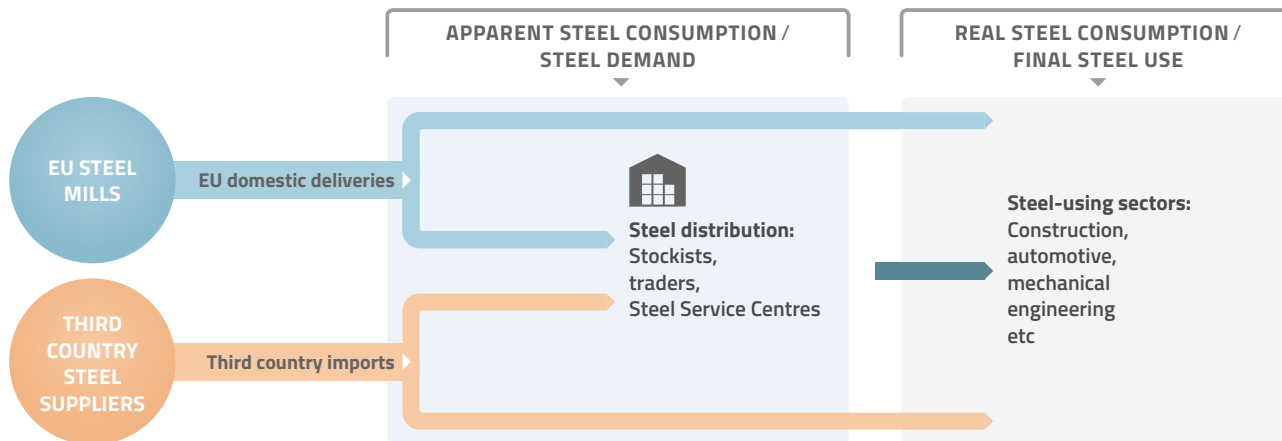 APPARENT STEEL CONSUMPTION /
STEEL DEMAND
REAL STEEL CONSUMPTION /
FINAL STEEL USE
EU STEEL
MILLS
EU domestic deliveries
Steel distribution:
Stockists,
traders,
Steel Service Centres
Steel-using sectors:
Construction,
automotive,
mechanical
engineering
etc
THIRD
COUNTRY
STEEL
SUPPLIERS
Third country imports